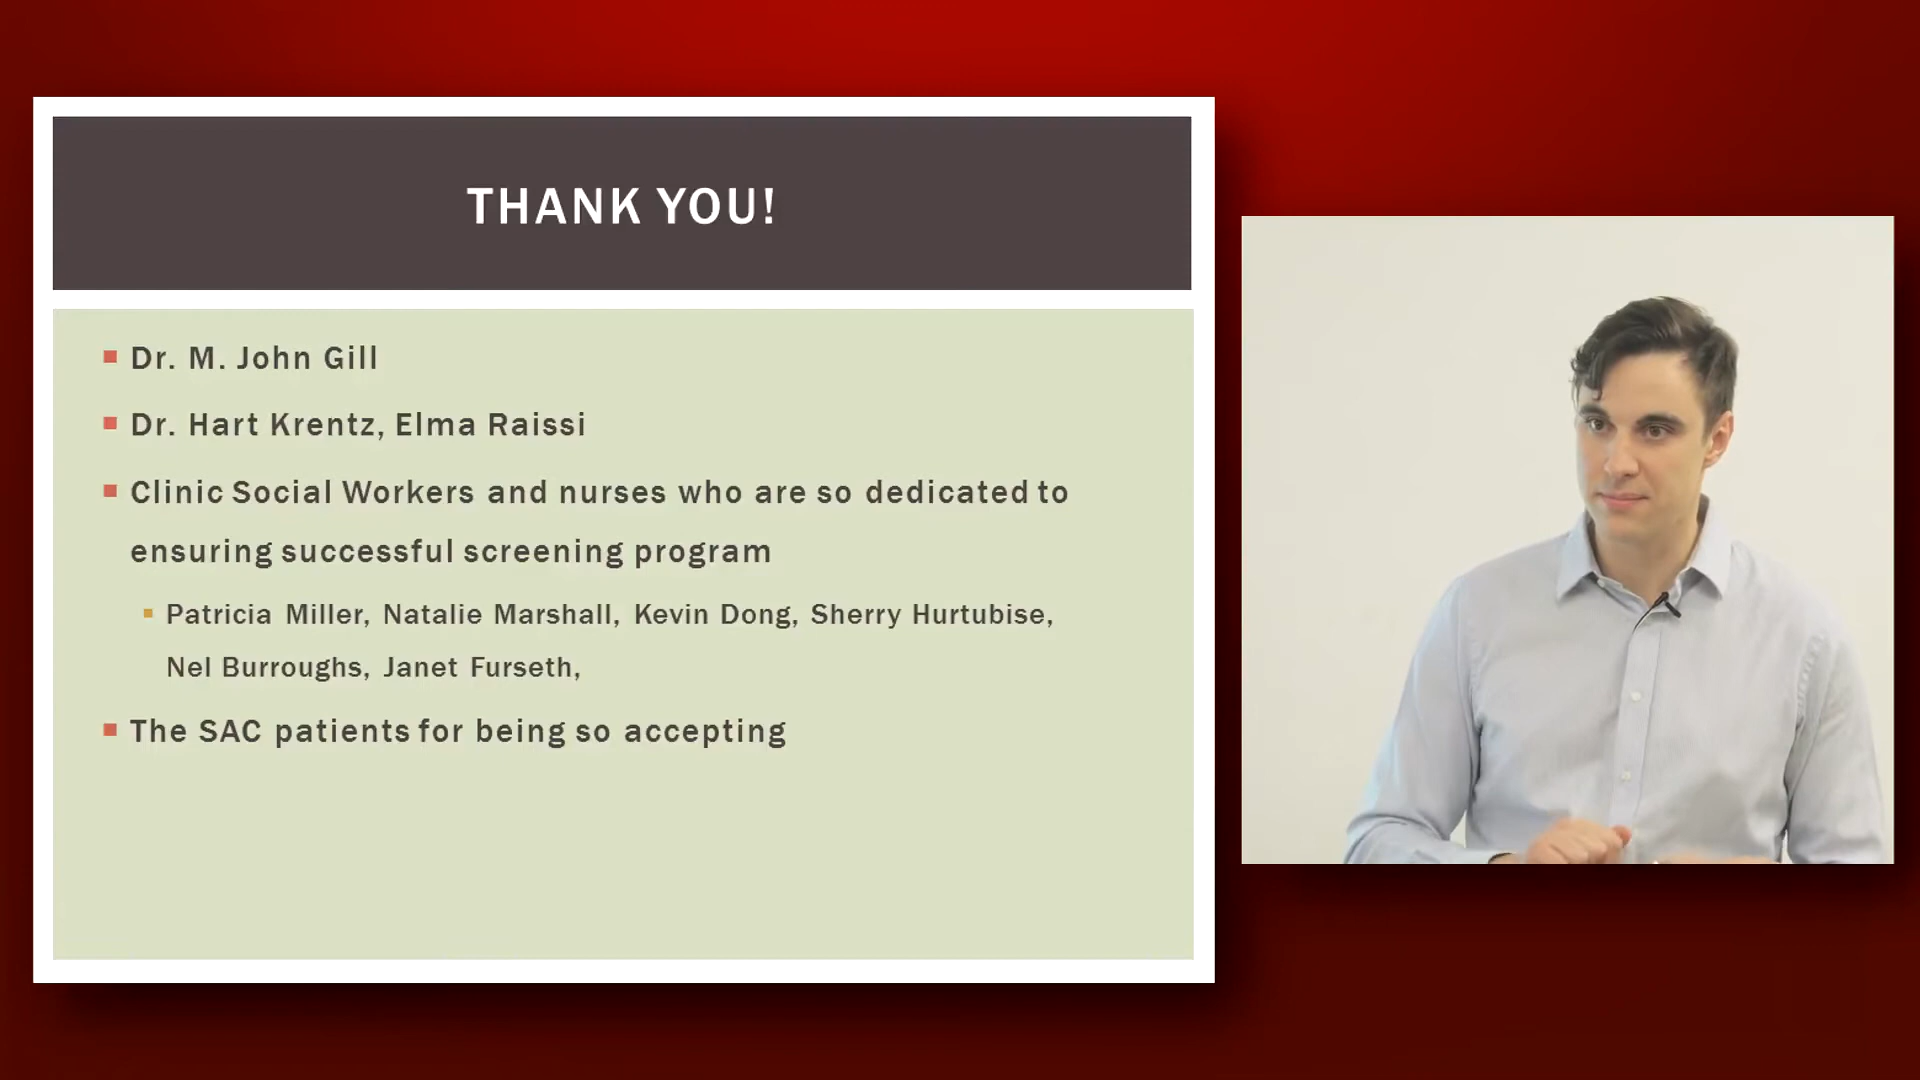 THANK YOU!
Dr. M. John Gill
Dr. Hart Krentz, Elma Raissi
Clinic Social Workers and nurses who are so dedicated to
ensuring successful screening program
Patricia Miller, Natalie Marshall, Kevin Dong, Sherry Hurtubise,
Nel Burroughs, Janet Furseth,
The SAC patients for being so accepting